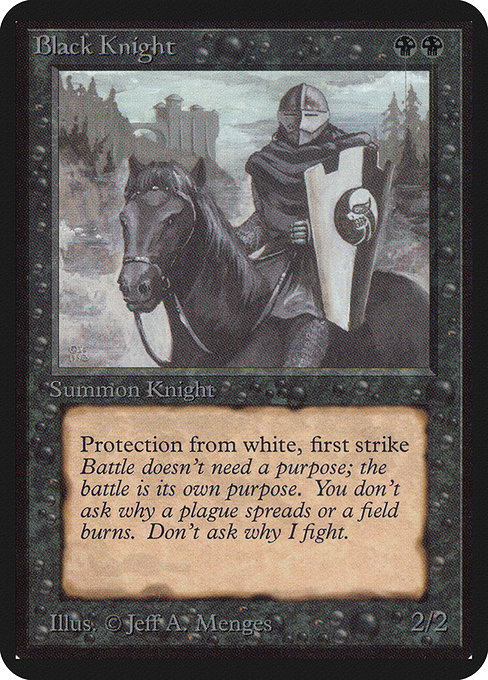 Black Knight
Summon Knight
Protection from white, first strike
Battle doesn't need a purpose; the
battle is its own purpose.  You don't
ask why a plague spreads or a field
burns.  Don't ask why I fight.
Illus. © Jeff A. Menges
2/2